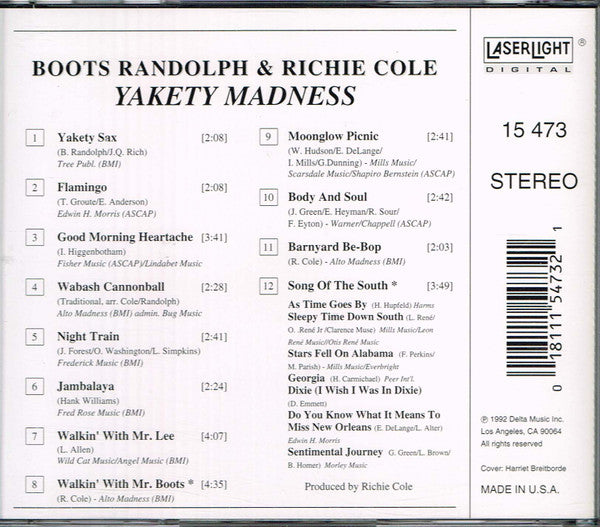 BOOTS RANDOLPH & RICHIE COLE
YAKETY MADNESS
1 Yakety Sax [2:08]
(B. Randolph/J.Q. Rich)
Tree Publ. (BMI)
2 Flamingo [2:08]
(T. Groute/E. Anderson)
Edwin H. Morris (ASCAP)
3 Good Morning Heartache [3:41]
(I. Higgenbotham)
Fisher Music (ASCAP)/Lindabet Music
4 Wabash Cannonball [2:28]
(Traditional, arr. Cole/Randolph)
Alto Madness (BMI) admin. Bug Music
5 Night Train [2:41]
(J. Forest/O. Washington/L. Simpkins)
Frederick Music (BMI)
6 Jambalaya [2:24]
(Hank Williams)
Fred Rose Music (BMI)
7 Walkin' With Mr. Lee [4:07]
(L. Allen)
Wild Cat Music/Angel Music (BMI)
8 Walkin' With Mr. Boots * [4:35]
(R. Cole) - Alto Madness (BMI)
9 Moonglow Picnic [2:41]
(W. Hudson/E. DeLange/
I. Mills/G.Dunning) - Mills Music/
Scarsdale Music/Shapiro Bernstein (ASCAP)
10 Body And Soul [2:42]
(J. Green/E. Heyman/R. Sour/
F. Eyton) - Warner/Chappell (ASCAP)
11 Barnyard Be-Bop [2:03]
(R. Cole) - Alto Madness (BMI)
12 Song Of The South * [3:49]
As Time Goes By (H. Hupfeld) Harms
Sleepy Time Down South (L. René/
O. .René Jr/Clarence Muse) Mills Music/Leon
René Music//Otis René Music
Stars Fell On Alabama (F. Perkins/
M. Parish) - Mills Music/Everbright
Georgia (H. Carmichael) Peer Int'l.
Dixie (I Wish I Was In Dixie)
(D. Emmett)
Do You Know What It Means To
Miss New Orleans (E. DeLange/L. Alter)
Edwin H. Morris
Sentimental Journey G. Green/L. Brown/
B. Homer) Morley Music
Produced by Richie Cole
LASERLIGHT ®
DIGITAL
15 473
STEREO
0 18111 54732 1
℗ 1992 Delta Music Inc.
Los Angeles, CA 90064
All rights reserved
Cover: Harriet Breitborde
MADE IN U.S.A.